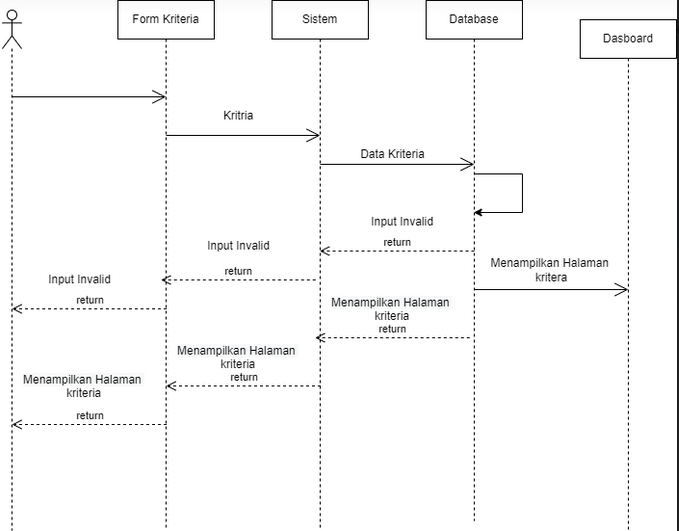 Form Kriteria
Sistem
Database
Dasboard
Kritria
Data Kriteria
Input Invalid
return
Input Invalid
return
Menampilkan Halaman
kritera
Input Invalid
return
Menampilkan Halaman
kriteria
return
Menampilkan Halaman
kriteria
return
Menampilkan Halaman
kriteria
return